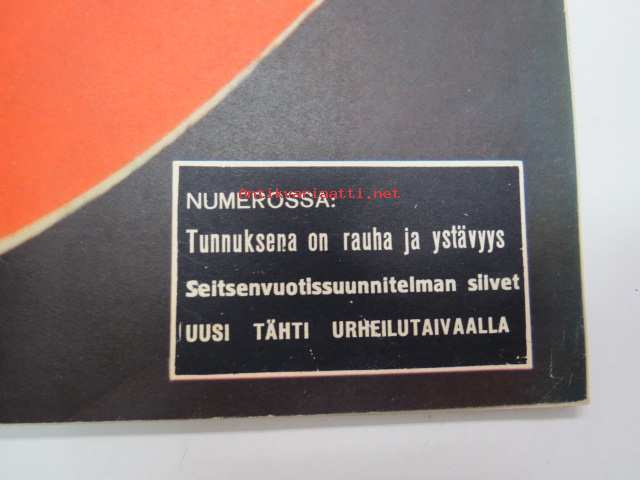 Antikvariaatti.net
NUMEROSSA:
Tunnuksena on rauha ja ystävyys
Seitsenvuotissuunnitelman siivet
UUSI TÄHTI URHEILUTAIVAALLA